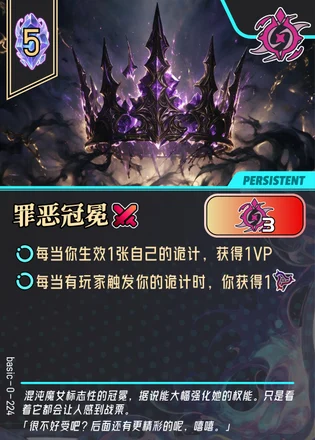 5
PERSISTENT
罪恶冠冕
3
每当你生效1张自己的诡计，获得1VP
每当有玩家触发你的诡计时，你获得1
basic-0-224
混沌魔女标志性的冠冕，据说能大幅强化她的权能。只是看
着它都会让人感到战栗。
「很不好受吧？后面还有更精彩的呢，嘻嘻。」